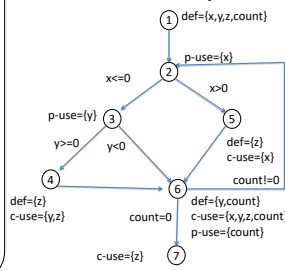 1 def={x,y,z,count}
p-use={x}
2
x<=0
x>0
p-use={y}
3
5
y>=0
y<0
def={z}
c-use={x}
4
count!=0
6
def={z}
c-use={y,z}
def={y,count}
count=0
c-use={x,y,z,count}
p-use={count}
c-use={z}
7